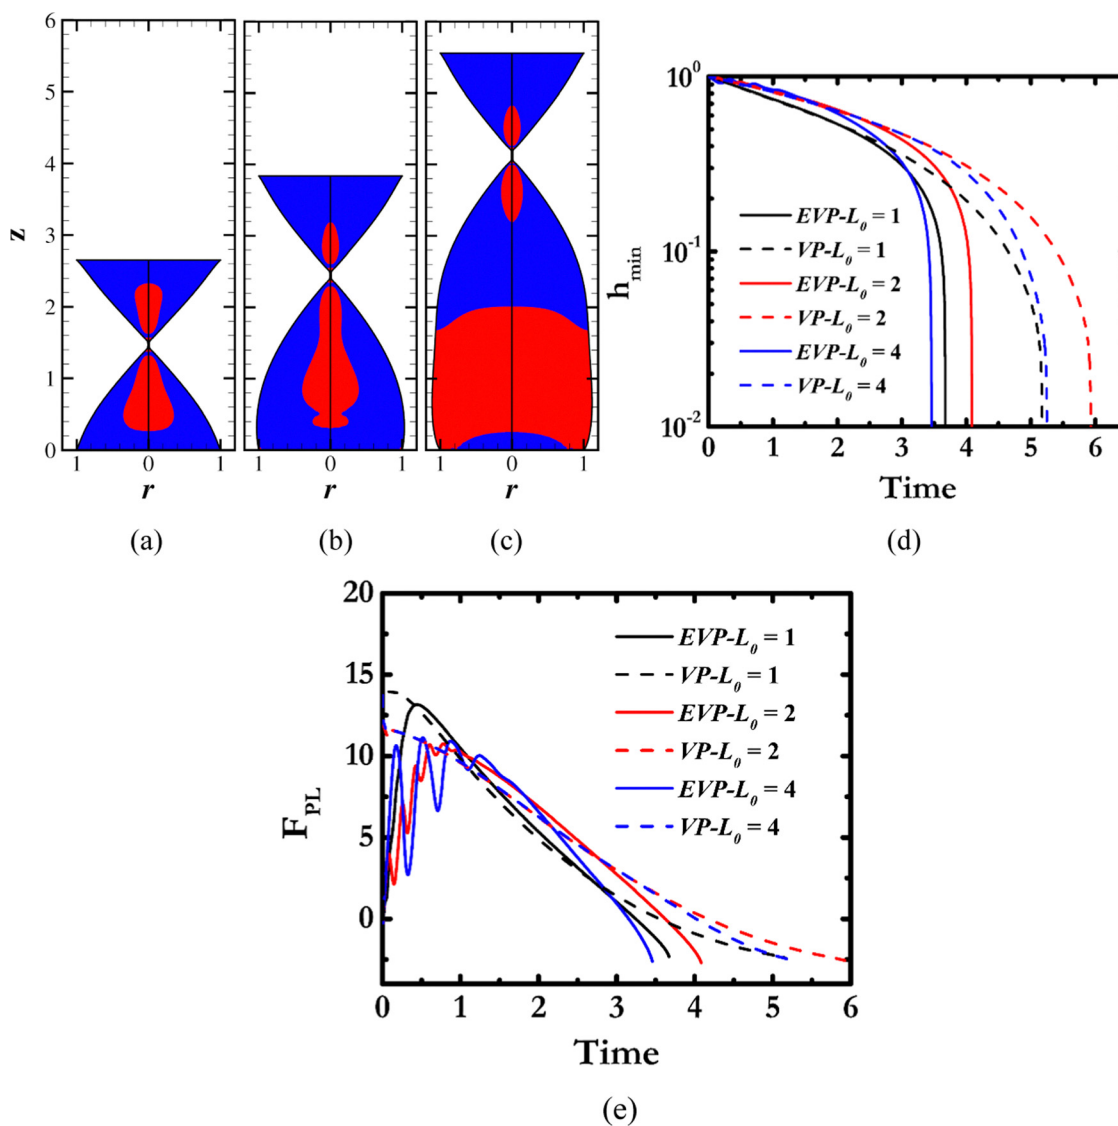 6
5
4
3
2
1
0
z
1 0 1
1 0 1
1 0 1
r
r
r
(a)
(b)
(c)
10⁰
10⁻¹
10⁻²
h_min
EVP-L₀ = 1
VP-L₀ = 1
EVP-L₀ = 2
VP-L₀ = 2
EVP-L₀ = 4
VP-L₀ = 4
0 1 2 3 4 5 6
Time
(d)
20
15
10
5
0
F_PL
EVP-L₀ = 1
VP-L₀ = 1
EVP-L₀ = 2
VP-L₀ = 2
EVP-L₀ = 4
VP-L₀ = 4
0 1 2 3 4 5 6
Time
(e)